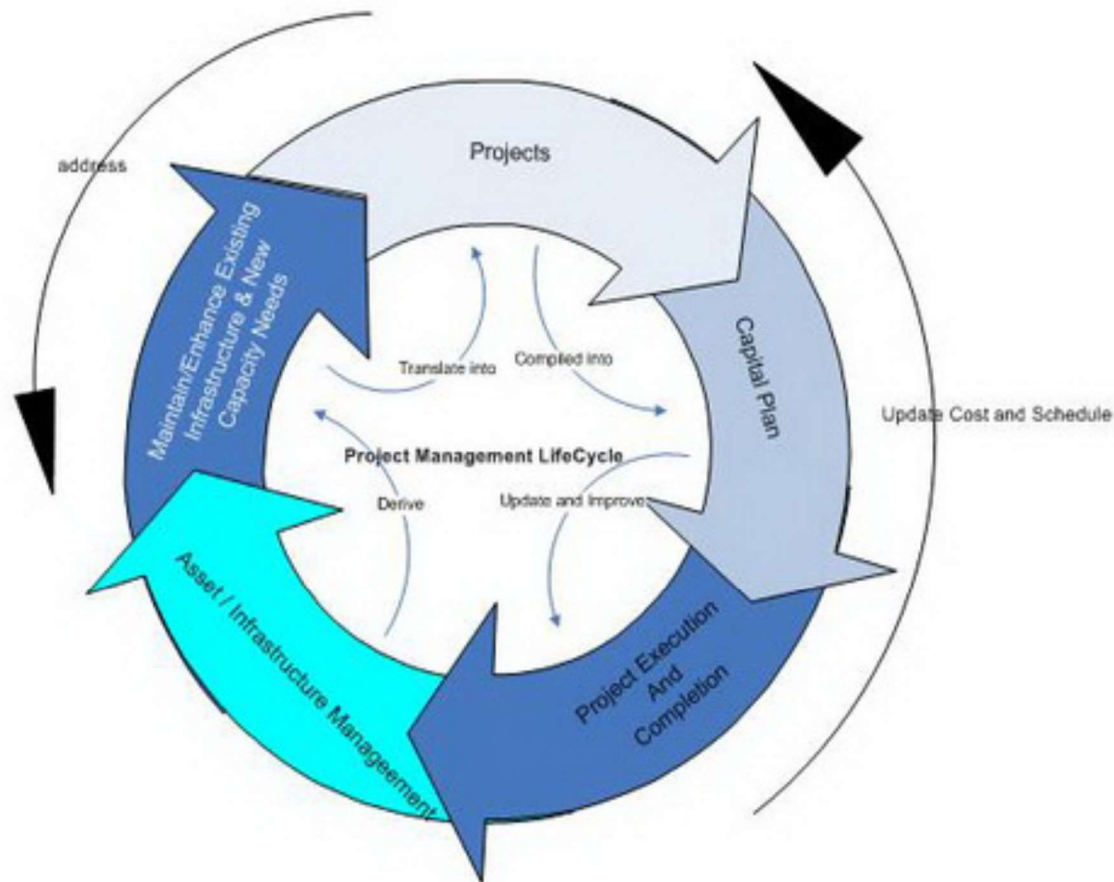 Projects
address
Maintain/Enhance Existing
Infrastructure & New
Capacity Needs
Translate into
Compiled into
Capital Plan
Update Cost and Schedule
Project Management LifeCycle
Derive
Update and Improve
Asset / Infrastructure Manageement
Project Execution
And
Completion